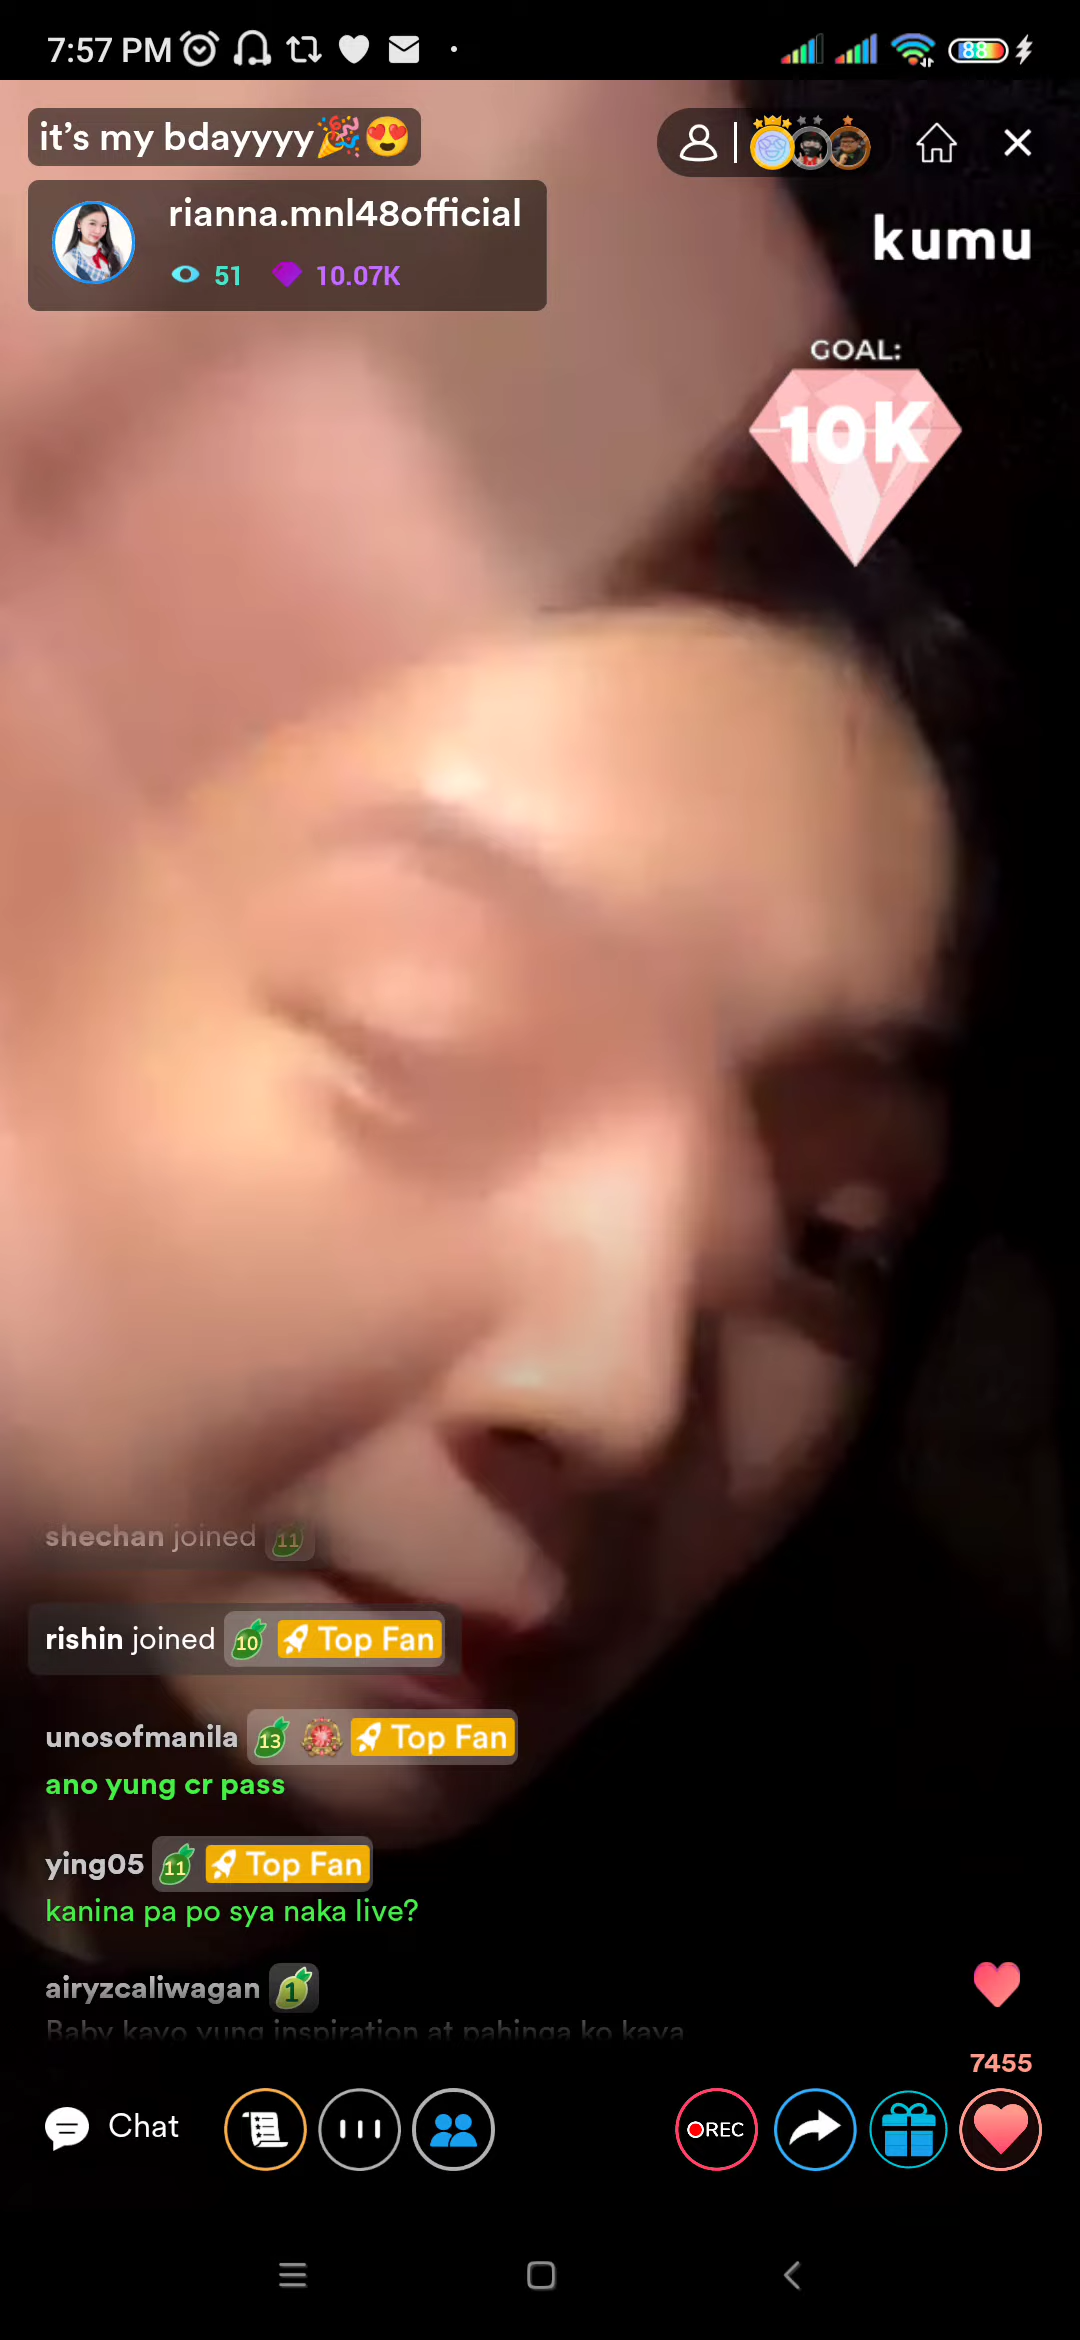 7:57 PM
88
it's my bdayyyy🎉😍
rianna.mnl48official
51 10.07K
kumu
GOAL:
10K
shechan joined 11
rishin joined 10 Top Fan
unosofmanila 13 Top Fan
ano yung cr pass
ying05 11 Top Fan
kanina pa po sya naka live?
airyzcaliwagan 1
Baby kayo yung inspiration at pahinga ko kaya
7455
Chat
REC